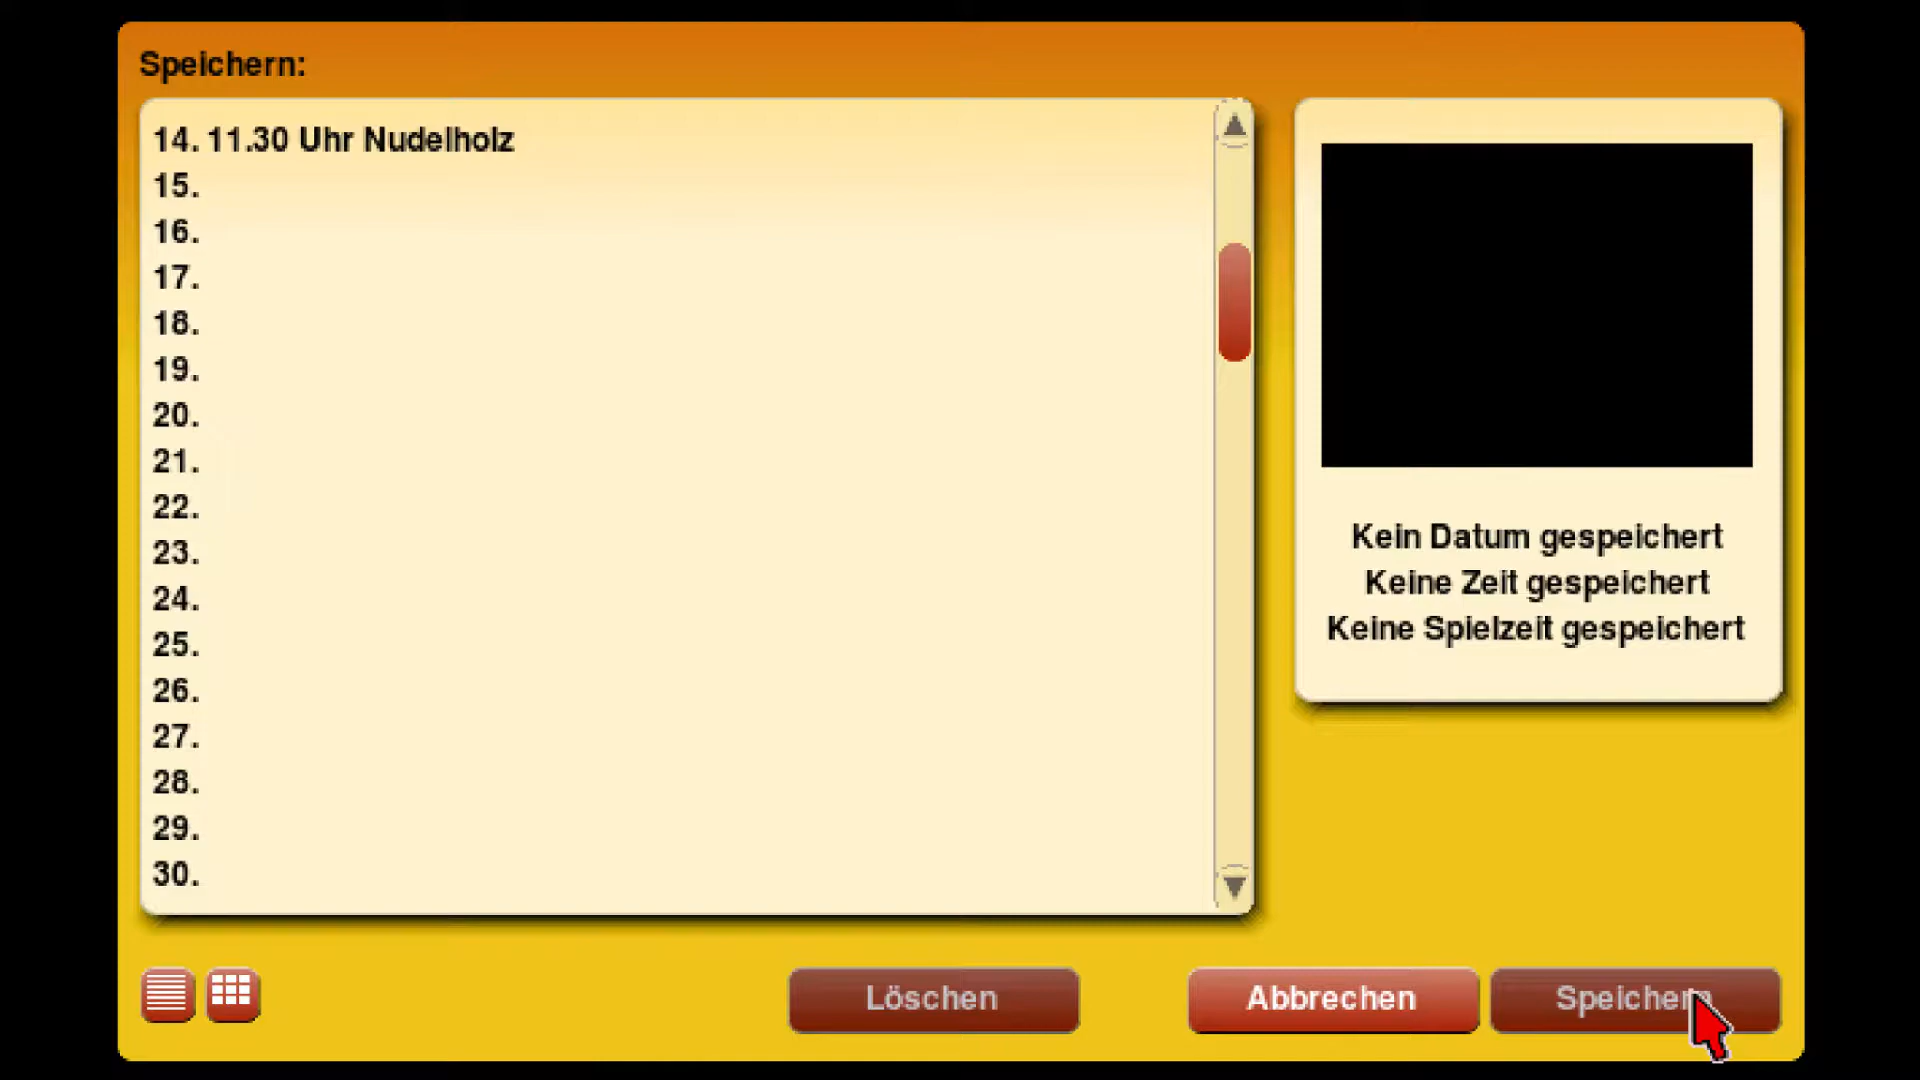 Speichern:
14. 11.30 Uhr Nudelholz
15.
16.
17.
18.
19.
20.
21.
22.
23.
24.
25.
26.
27.
28.
29.
30.
Kein Datum gespeichert
Keine Zeit gespeichert
Keine Spielzeit gespeichert
Löschen
Abbrechen
Speichern